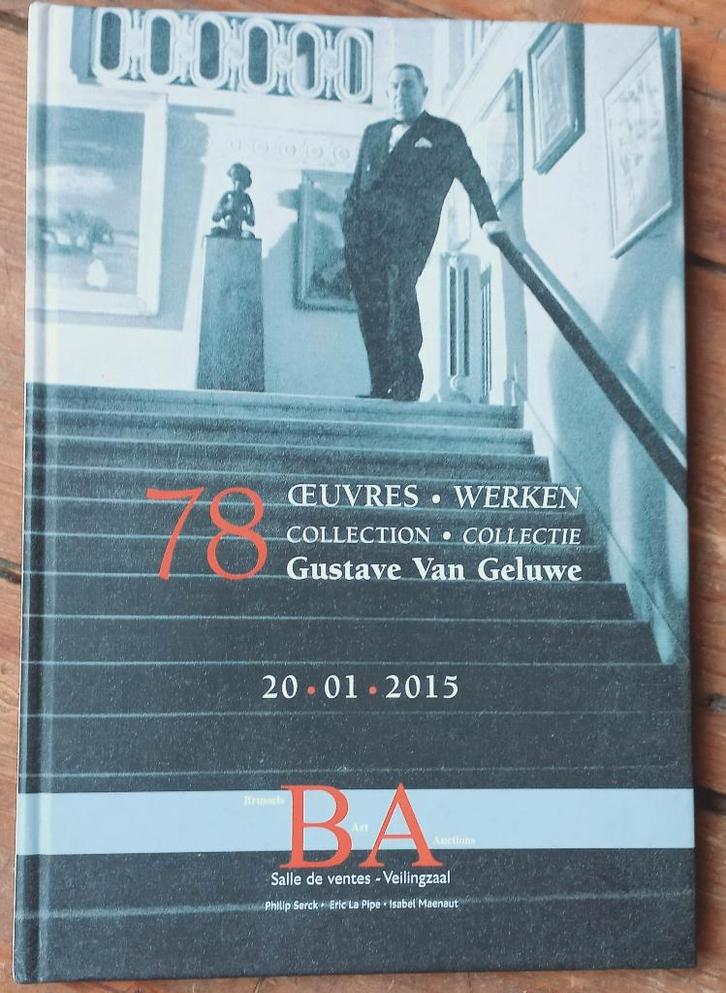 78
ŒUVRES • WERKEN
COLLECTION • COLLECTIE
Gustave Van Geluwe
20 • 01 • 2015
Brussels
BA
Art
Auctions
Salle de ventes - Veilingzaal
Philip Serck • Eric La Pipe • Isabel Maenaut